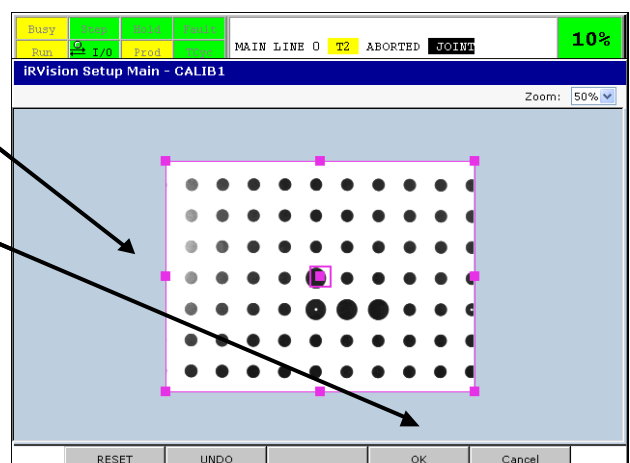 Busy Step Hold Fault
Run I/O Prod TCyc
MAIN LINE 0 T2 ABORTED JOINT
10%
iRVision Setup Main - CALIB1
Zoom: 50%
RESET UNDO OK Cancel